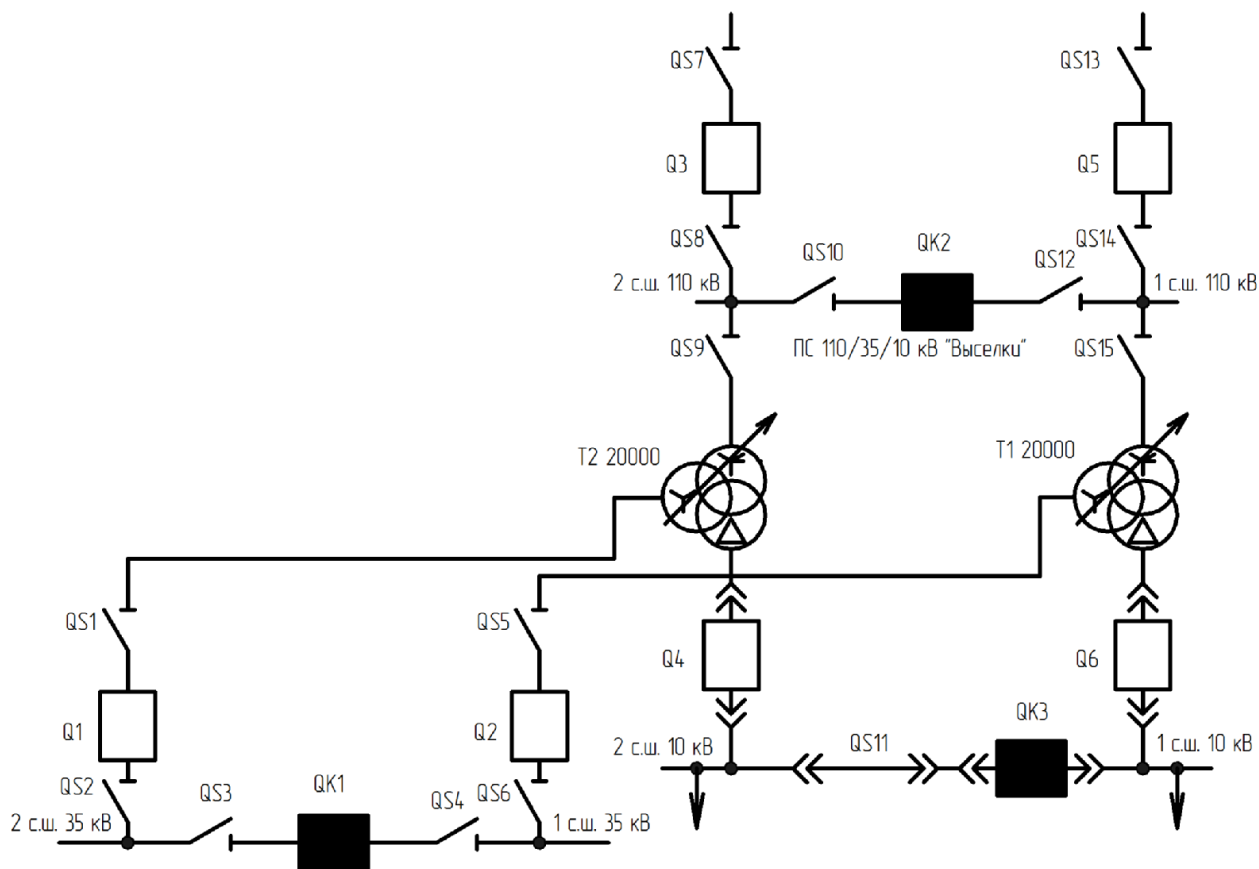 QS7
QS13
Q3
Q5
QS8
QS10
QK2
QS12
QS14
2 с.ш. 110 кВ
1 с.ш. 110 кВ
QS9
ПС 110/35/10 кВ "Выселки"
QS15
T2 20000
T1 20000
QS1
QS5
Q4
Q6
Q1
Q2
QK3
2 с.ш. 10 кВ
QS11
1 с.ш. 10 кВ
QS2
QS3
QK1
QS4
QS6
2 с.ш. 35 кВ
1 с.ш. 35 кВ